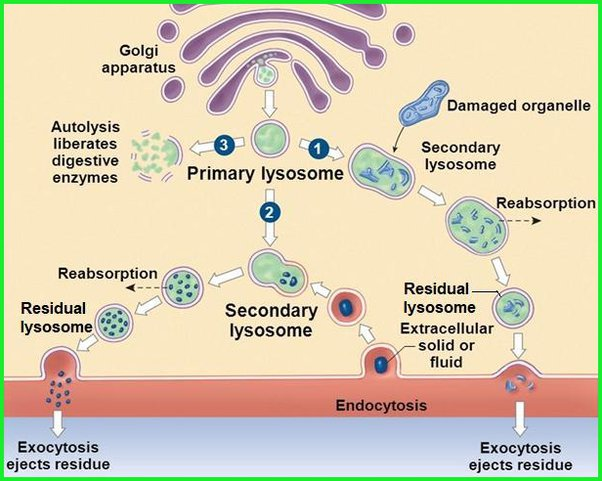 Golgi
apparatus
Damaged organelle
Autolysis
liberates
digestive
enzymes
3
1
Secondary
lysosome
Primary lysosome
Reabsorption
2
Reabsorption
Residual
lysosome
Secondary
lysosome
Residual
lysosome
Extracellular
solid or
fluid
Endocytosis
Exocytosis
ejects residue
Exocytosis
ejects residue